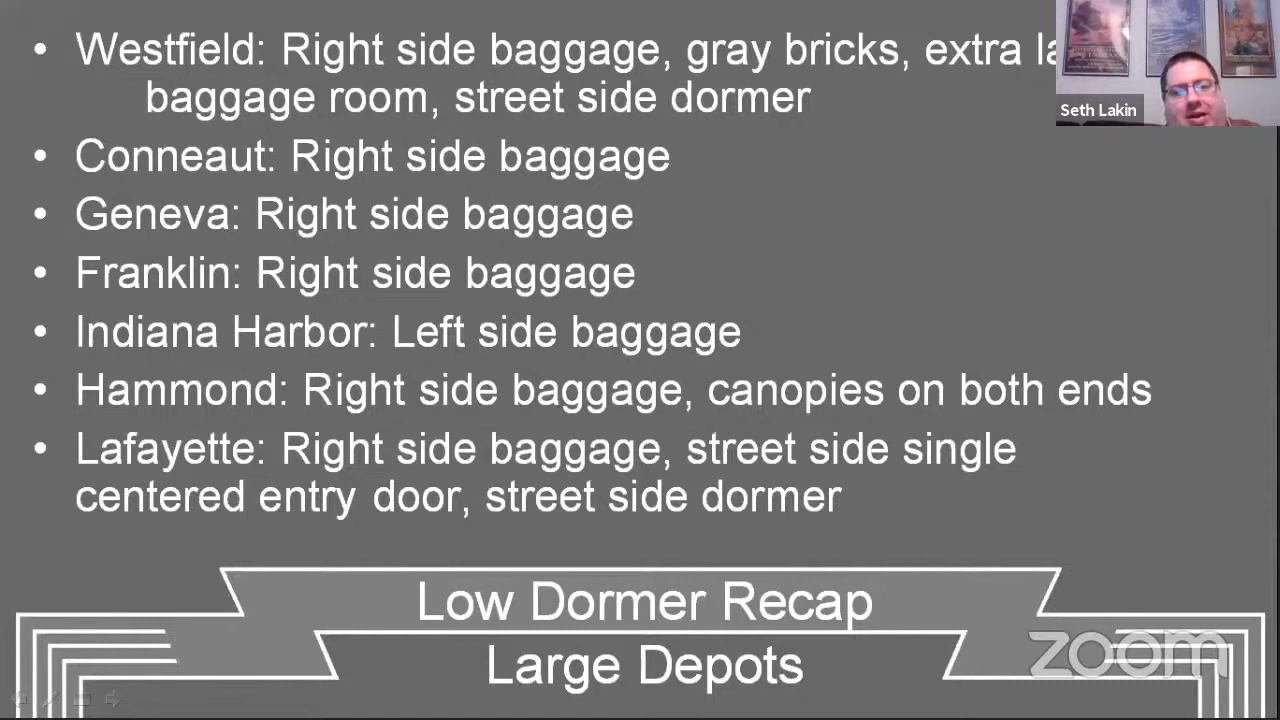 • Westfield: Right side baggage, gray bricks, extra
baggage room, street side dormer
Seth Lakin
• Conneaut: Right side baggage
• Geneva: Right side baggage
• Franklin: Right side baggage
• Indiana Harbor: Left side baggage
• Hammond: Right side baggage, canopies on both ends
• Lafayette: Right side baggage, street side single
centered entry door, street side dormer
Low Dormer Recap
Large Depots
zoom